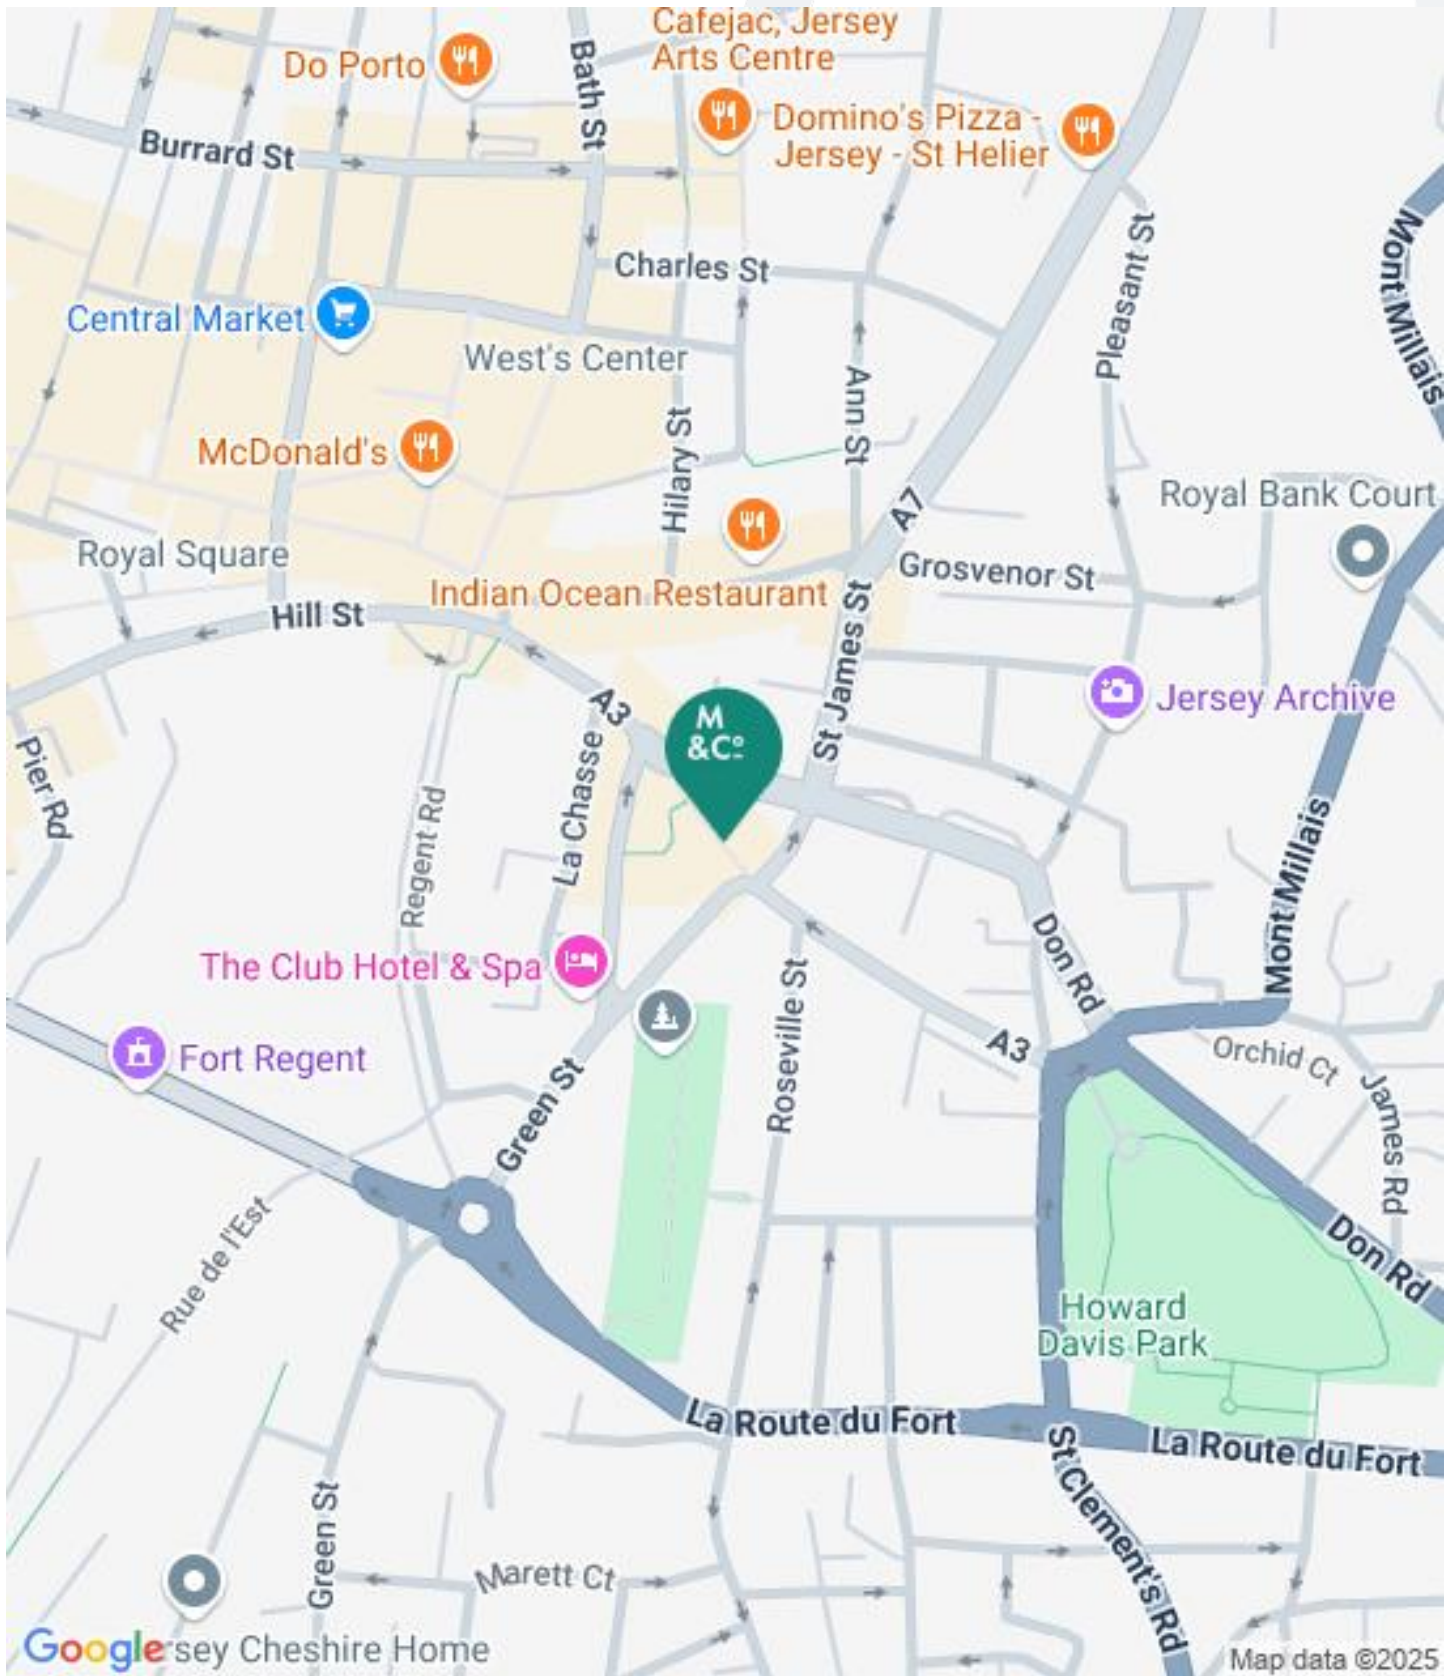 Cafejac, Jersey
Arts Centre
Do Porto
Bath St
Domino's Pizza -
Jersey - St Helier
Burrard St
Mont Millais
Pleasant St
Charles St
Central Market
West's Center
Ann St
McDonald's
Hilary St
Royal Bank Court
A7
Royal Square
Grosvenor St
Indian Ocean Restaurant
Hill St
St James St
Jersey Archive
A3
M
&Co
Pier Rd
La Chasse
Regent Rd
Mont Millais
The Club Hotel & Spa
Don Rd
Roseville St
A3
Fort Regent
Orchid Ct
Green St
James Rd
Rue de l'Est
Don Rd
Howard
Davis Park
La Route du Fort
La Route du Fort
St Clement's Rd
Green St
Marett Ct
Google
rsey Cheshire Home
Map data ©2025